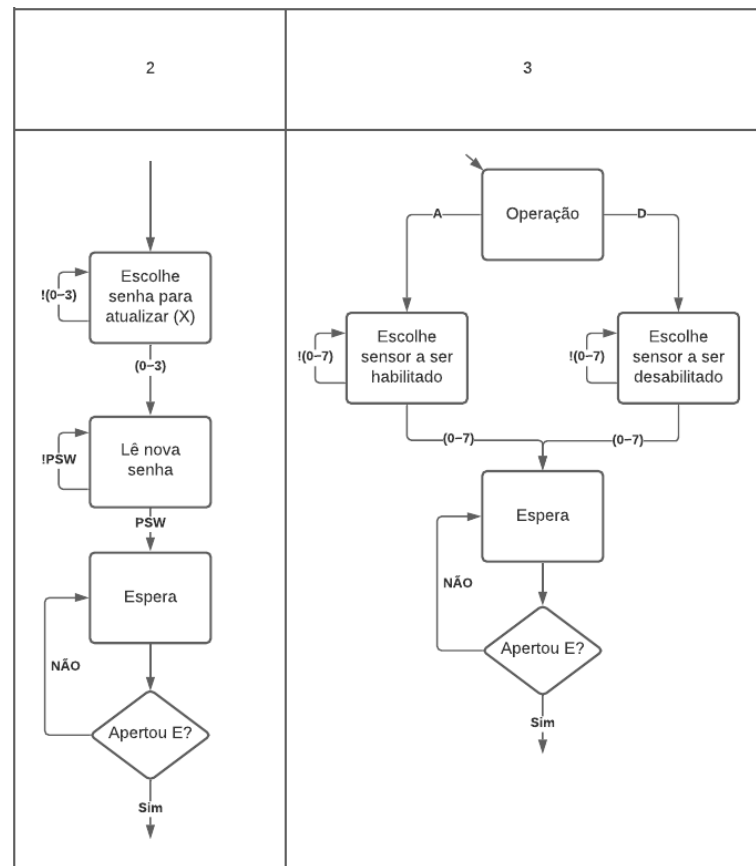 2
3
Escolhe
senha para
atualizar (X)
!(0–3)
(0–3)
Lê nova
senha
!PSW
PSW
Espera
NÃO
Apertou E?
Sim
Operação
A
D
Escolhe
sensor a ser
habilitado
!(0–7)
Escolhe
sensor a ser
desabilitado
!(0–7)
(0–7)
(0–7)
Espera
NÃO
Apertou E?
Sim